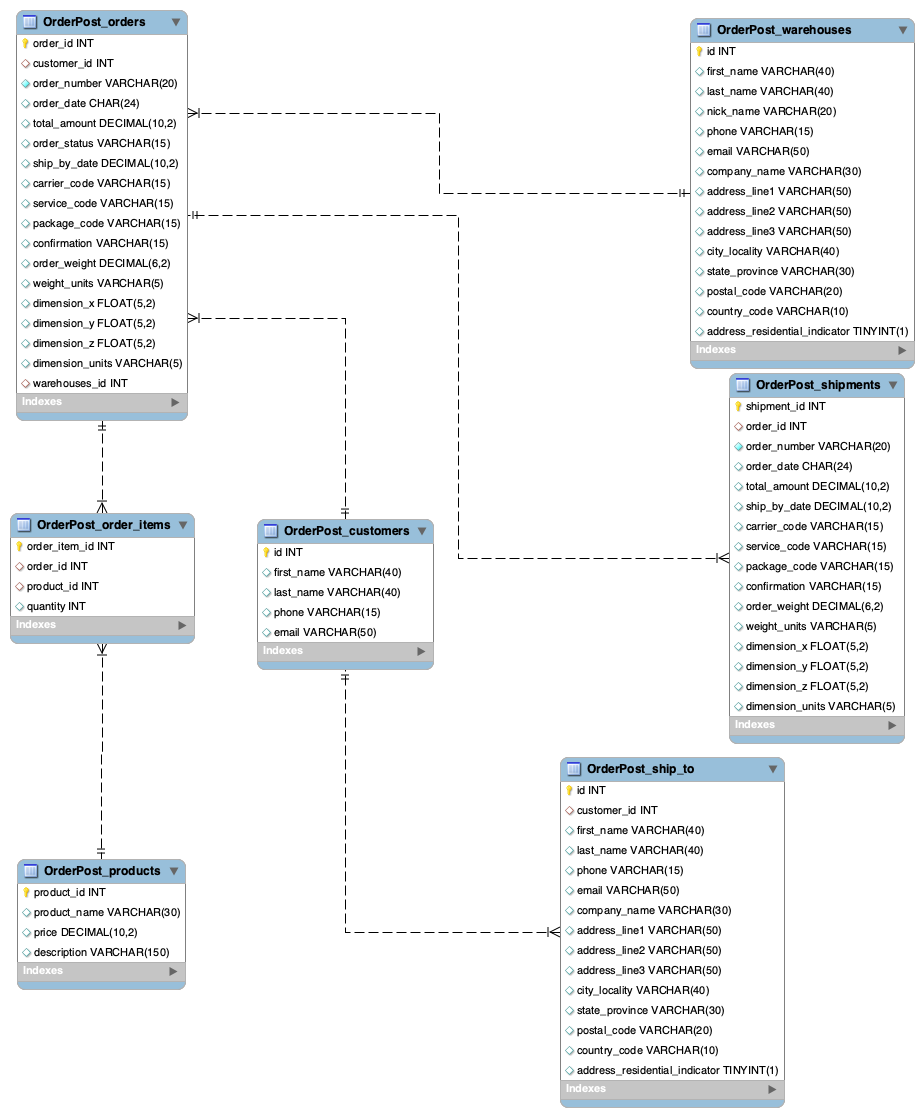 OrderPost_orders
order_id INT
customer_id INT
order_number VARCHAR(20)
order_date CHAR(24)
total_amount DECIMAL(10,2)
order_status VARCHAR(15)
ship_by_date DECIMAL(10,2)
carrier_code VARCHAR(15)
service_code VARCHAR(15)
package_code VARCHAR(15)
confirmation VARCHAR(15)
order_weight DECIMAL(6,2)
weight_units VARCHAR(5)
dimension_x FLOAT(5,2)
dimension_y FLOAT(5,2)
dimension_z FLOAT(5,2)
dimension_units VARCHAR(5)
warehouses_id INT
Indexes
OrderPost_warehouses
id INT
first_name VARCHAR(40)
last_name VARCHAR(40)
nick_name VARCHAR(20)
phone VARCHAR(15)
email VARCHAR(50)
company_name VARCHAR(30)
address_line1 VARCHAR(50)
address_line2 VARCHAR(50)
address_line3 VARCHAR(50)
city_locality VARCHAR(40)
state_province VARCHAR(30)
postal_code VARCHAR(20)
country_code VARCHAR(10)
address_residential_indicator TINYINT(1)
Indexes
OrderPost_shipments
shipment_id INT
order_id INT
order_number VARCHAR(20)
order_date CHAR(24)
total_amount DECIMAL(10,2)
ship_by_date DECIMAL(10,2)
carrier_code VARCHAR(15)
service_code VARCHAR(15)
package_code VARCHAR(15)
confirmation VARCHAR(15)
order_weight DECIMAL(6,2)
weight_units VARCHAR(5)
dimension_x FLOAT(5,2)
dimension_y FLOAT(5,2)
dimension_z FLOAT(5,2)
dimension_units VARCHAR(5)
Indexes
OrderPost_order_items
order_item_id INT
order_id INT
product_id INT
quantity INT
Indexes
OrderPost_customers
id INT
first_name VARCHAR(40)
last_name VARCHAR(40)
phone VARCHAR(15)
email VARCHAR(50)
Indexes
OrderPost_products
product_id INT
product_name VARCHAR(30)
price DECIMAL(10,2)
description VARCHAR(150)
Indexes
OrderPost_ship_to
id INT
customer_id INT
first_name VARCHAR(40)
last_name VARCHAR(40)
phone VARCHAR(15)
email VARCHAR(50)
company_name VARCHAR(30)
address_line1 VARCHAR(50)
address_line2 VARCHAR(50)
address_line3 VARCHAR(50)
city_locality VARCHAR(40)
state_province VARCHAR(30)
postal_code VARCHAR(20)
country_code VARCHAR(10)
address_residential_indicator TINYINT(1)
Indexes